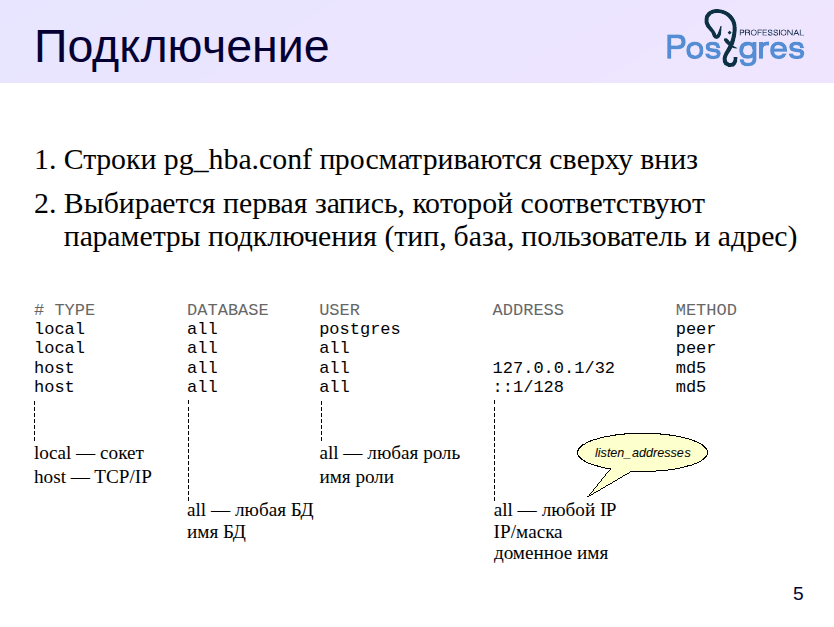 Подключение
PROFESSIONAL
Postgres
1. Строки pg_hba.conf просматриваются сверху вниз
2. Выбирается первая запись, которой соответствуют
параметры подключения (тип, база, пользователь и адрес)
# TYPE DATABASE USER ADDRESS METHOD
local all postgres peer
local all all peer
host all all 127.0.0.1/32 md5
host all all ::1/128 md5
local — сокет
host — TCP/IP
all — любая роль
имя роли
listen_addresses
all — любая БД
имя БД
all — любой IP
IP/маска
доменное имя
5